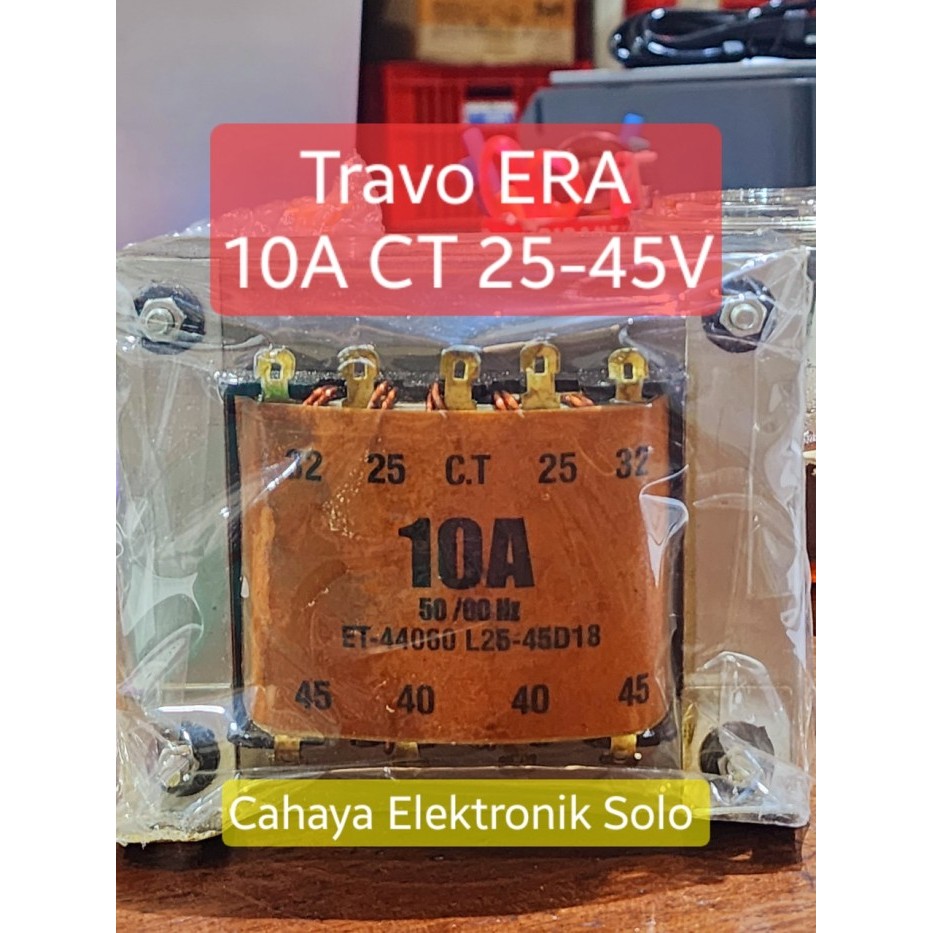 Travo ERA
10A CT 25-45V
32 25 C.T 25 32
10A
50/60 Hz
ET-44060 L25-45D18
45 40 40 45
Cahaya Elektronik Solo